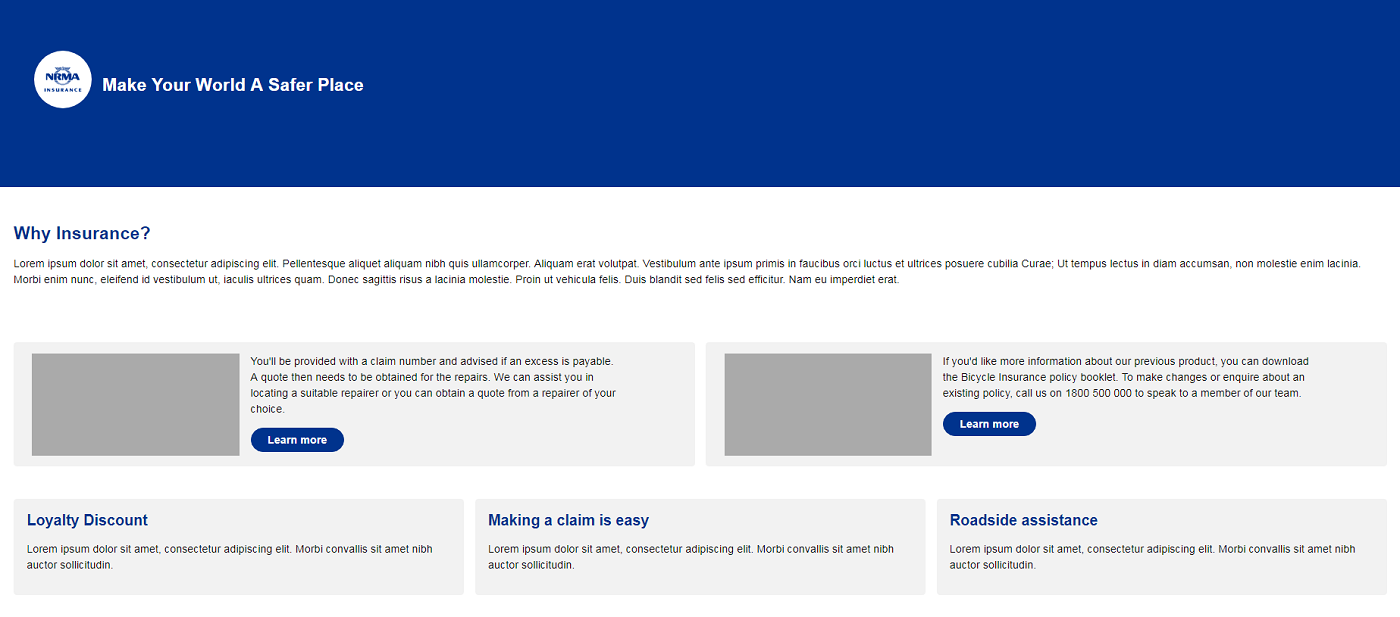 NRMA
INSURANCE
Make Your World A Safer Place
Why Insurance?
Lorem ipsum dolor sit amet, consectetur adipiscing elit. Pellentesque aliquet aliquam nibh quis ullamcorper. Aliquam erat volutpat. Vestibulum ante ipsum primis in faucibus orci luctus et ultrices posuere cubilia Curae; Ut tempus lectus in diam accumsan, non molestie enim lacinia.
Morbi enim nunc, eleifend id vestibulum ut, iaculis ultrices quam. Donec sagittis risus a lacinia molestie. Proin ut vehicula felis. Duis blandit sed felis sed efficitur. Nam eu imperdiet erat.
You'll be provided with a claim number and advised if an excess is payable.
A quote then needs to be obtained for the repairs. We can assist you in
locating a suitable repairer or you can obtain a quote from a repairer of your
choice.
Learn more
If you'd like more information about our previous product, you can download
the Bicycle Insurance policy booklet. To make changes or enquire about an
existing policy, call us on 1800 500 000 to speak to a member of our team.
Learn more
Loyalty Discount
Lorem ipsum dolor sit amet, consectetur adipiscing elit. Morbi convallis sit amet nibh
auctor sollicitudin.
Making a claim is easy
Lorem ipsum dolor sit amet, consectetur adipiscing elit. Morbi convallis sit amet nibh
auctor sollicitudin.
Roadside assistance
Lorem ipsum dolor sit amet, consectetur adipiscing elit. Morbi convallis sit amet nibh
auctor sollicitudin.